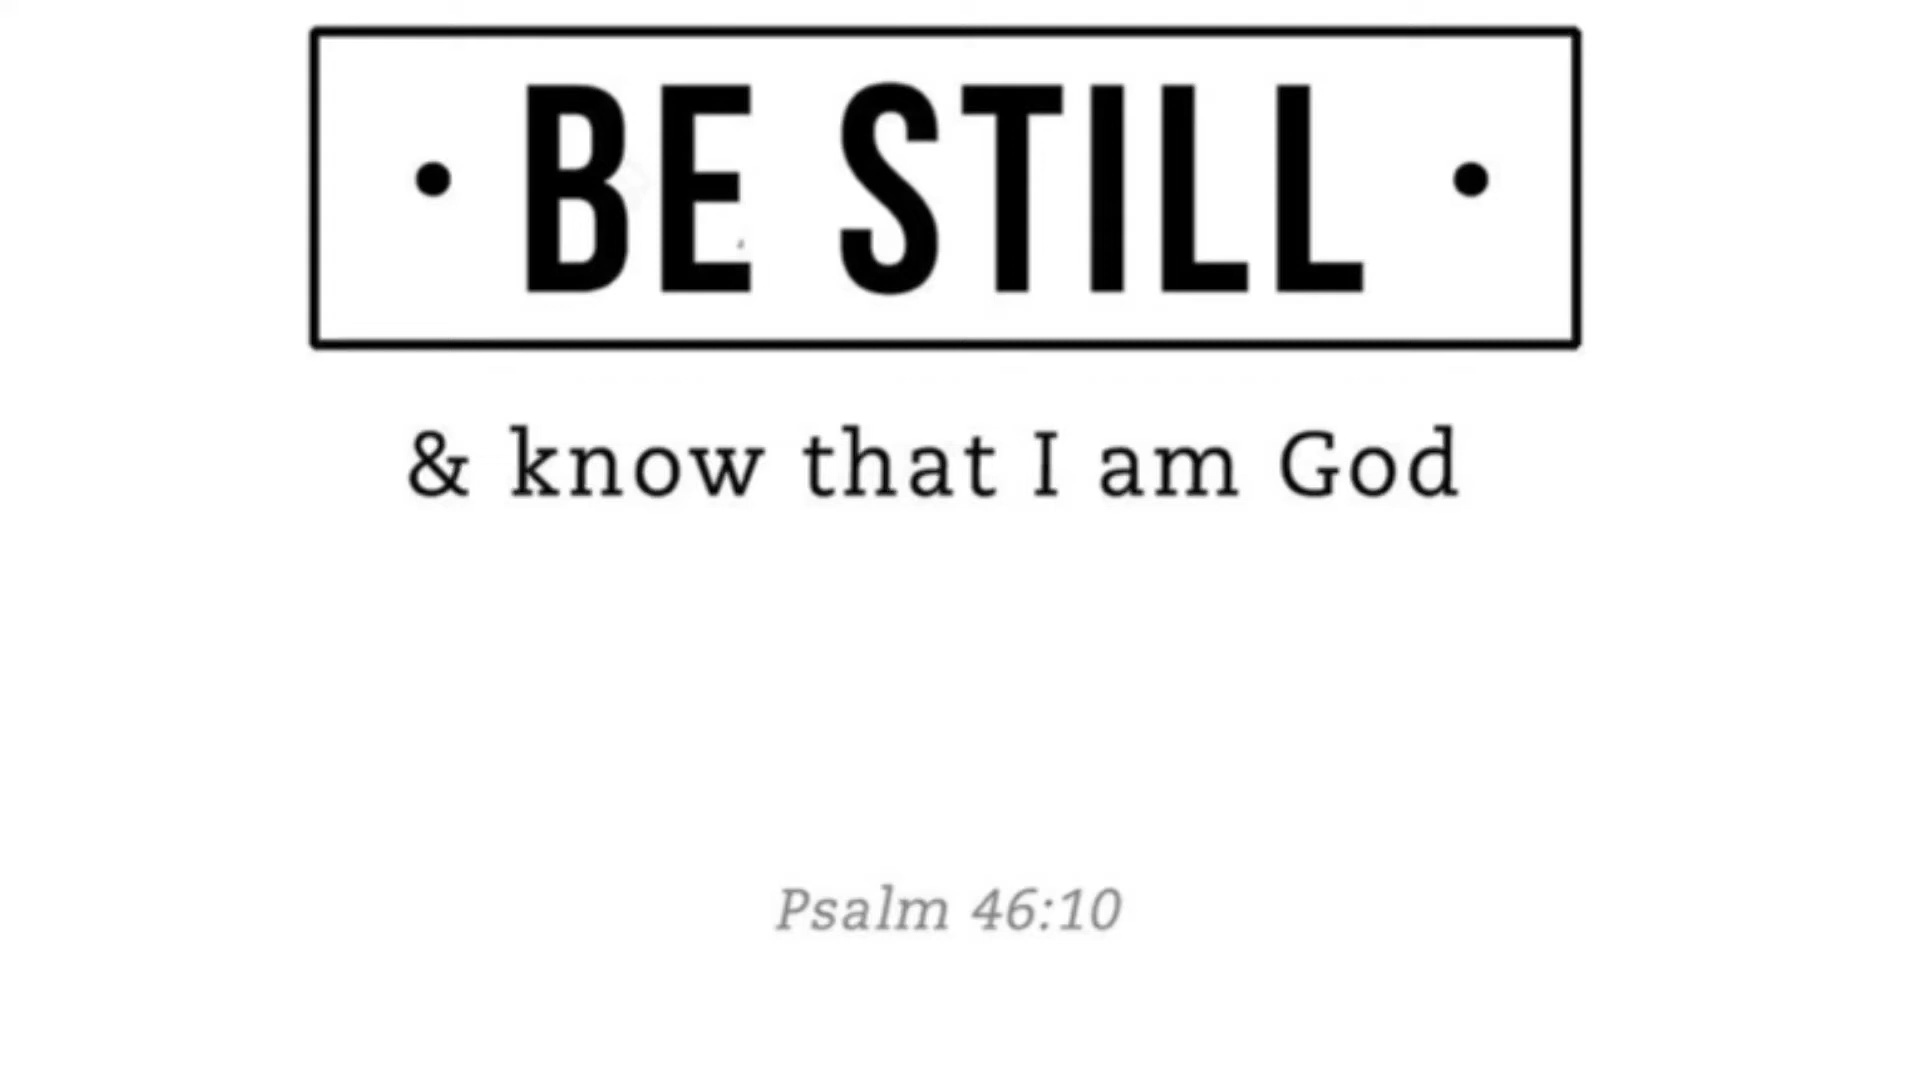 • BE STILL •
& know that I am God
Psalm 46:10